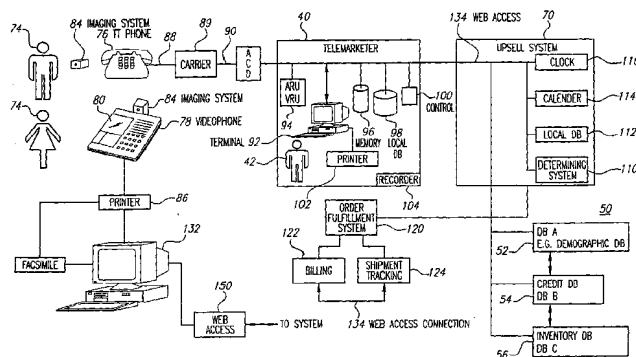 74
84
IMAGING SYSTEM
76 TT PHONE
88
89
CARRIER
90
A
C
D
40
TELEMARKETER
134 WEB ACCESS
70
UPSELL SYSTEM
CLOCK
116
CALENDER
114
LOCAL DB
112
DETERMINING
SYSTEM
110
ARU
VRU
94
100
CONTROL
TERMINAL 92
96
MEMORY
98
LOCAL
DB
42
PRINTER
102
RECORDER
104
74
80
84 IMAGING SYSTEM
78 VIDEOPHONE
PRINTER
86
132
FACSIMILE
150
WEB
ACCESS
TO SYSTEM
ORDER
FULFILLMENT
SYSTEM
120
122
BILLING
SHIPMENT
TRACKING
124
134 WEB ACCESS CONNECTION
50
DB A
E.G. DEMOGRAPHIC DB
52
CREDIT DB
DB B
54
INVENTORY DB
DB C
56